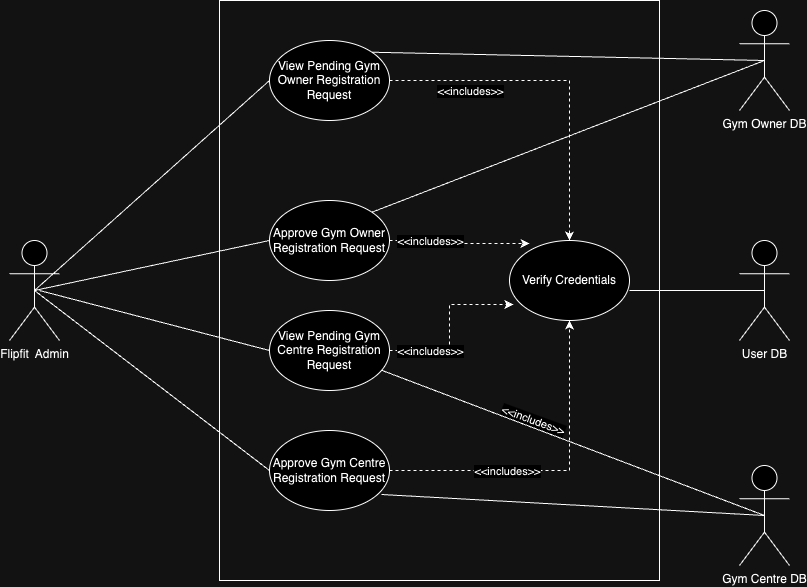 View Pending Gym
Owner Registration
Request
<<includes>>
Gym Owner DB
Approve Gym Owner
Registration Request
<<includes>>
Verify Credentials
Flipfit Admin
User DB
View Pending Gym
Centre Registration
Request
<<includes>>
<<includes>>
Approve Gym Centre
Registration Request
<<includes>>
Gym Centre DB